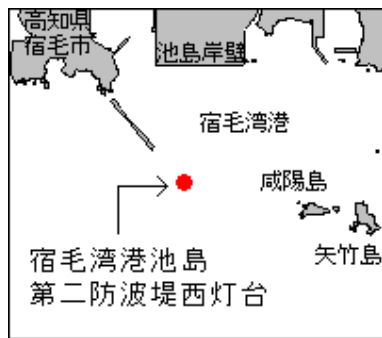 高知県
宿毛市
池島岸壁
宿毛湾港
咸陽島
矢竹島
宿毛湾港池島
第二防波堤西灯台